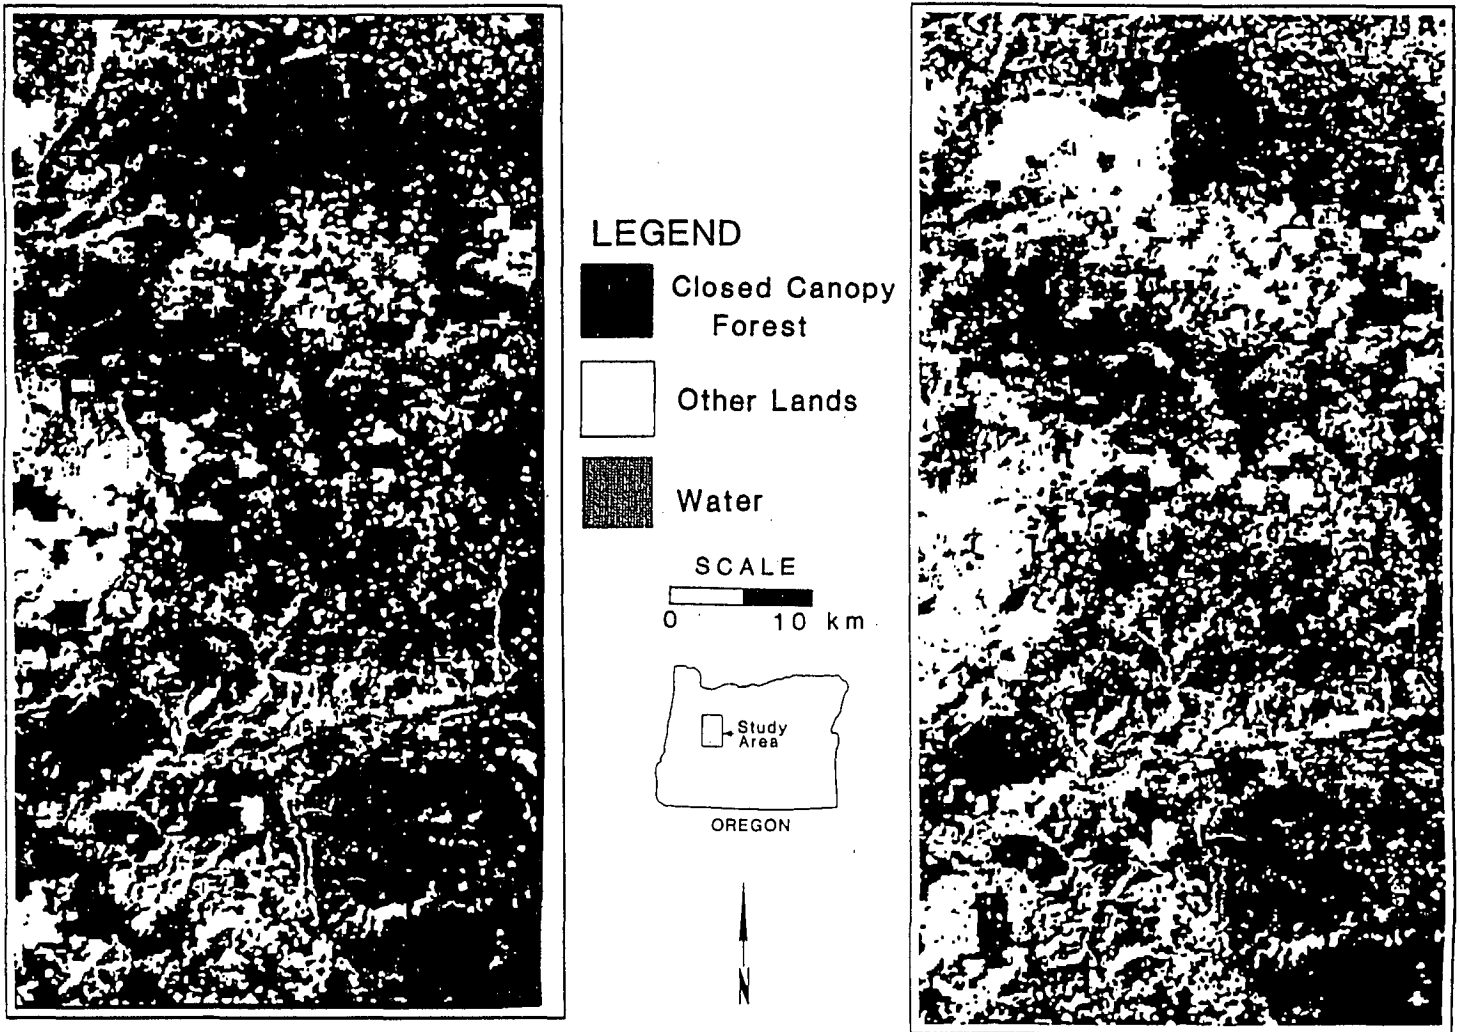 LEGEND
Closed Canopy
Forest
Other Lands
Water
SCALE
0 10 km
Study
Area
OREGON
N